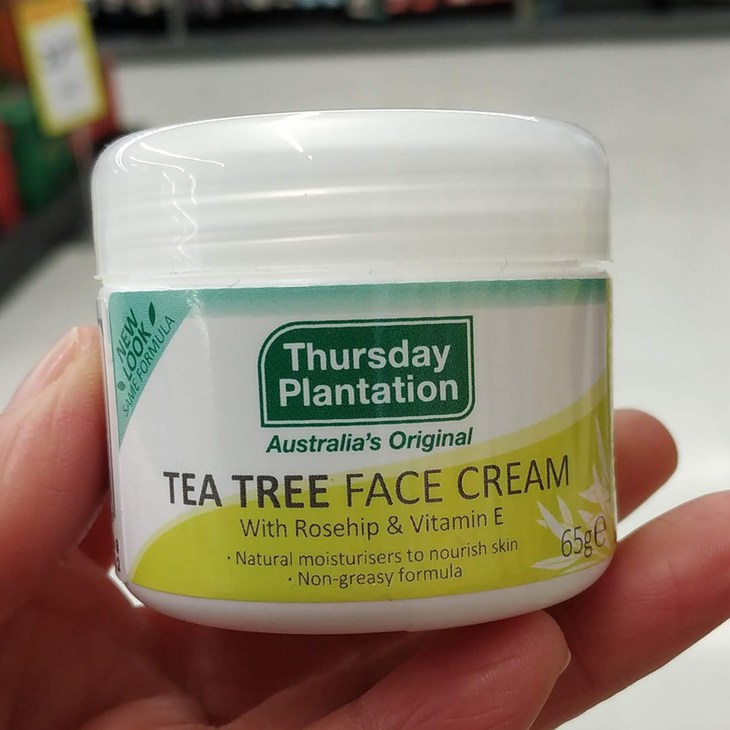 NEW
LOOK
SAME FORMULA
Thursday
Plantation
Australia's Original
TEA TREE FACE CREAM
With Rosehip & Vitamin E
· Natural moisturisers to nourish skin
· Non-greasy formula
65g℮